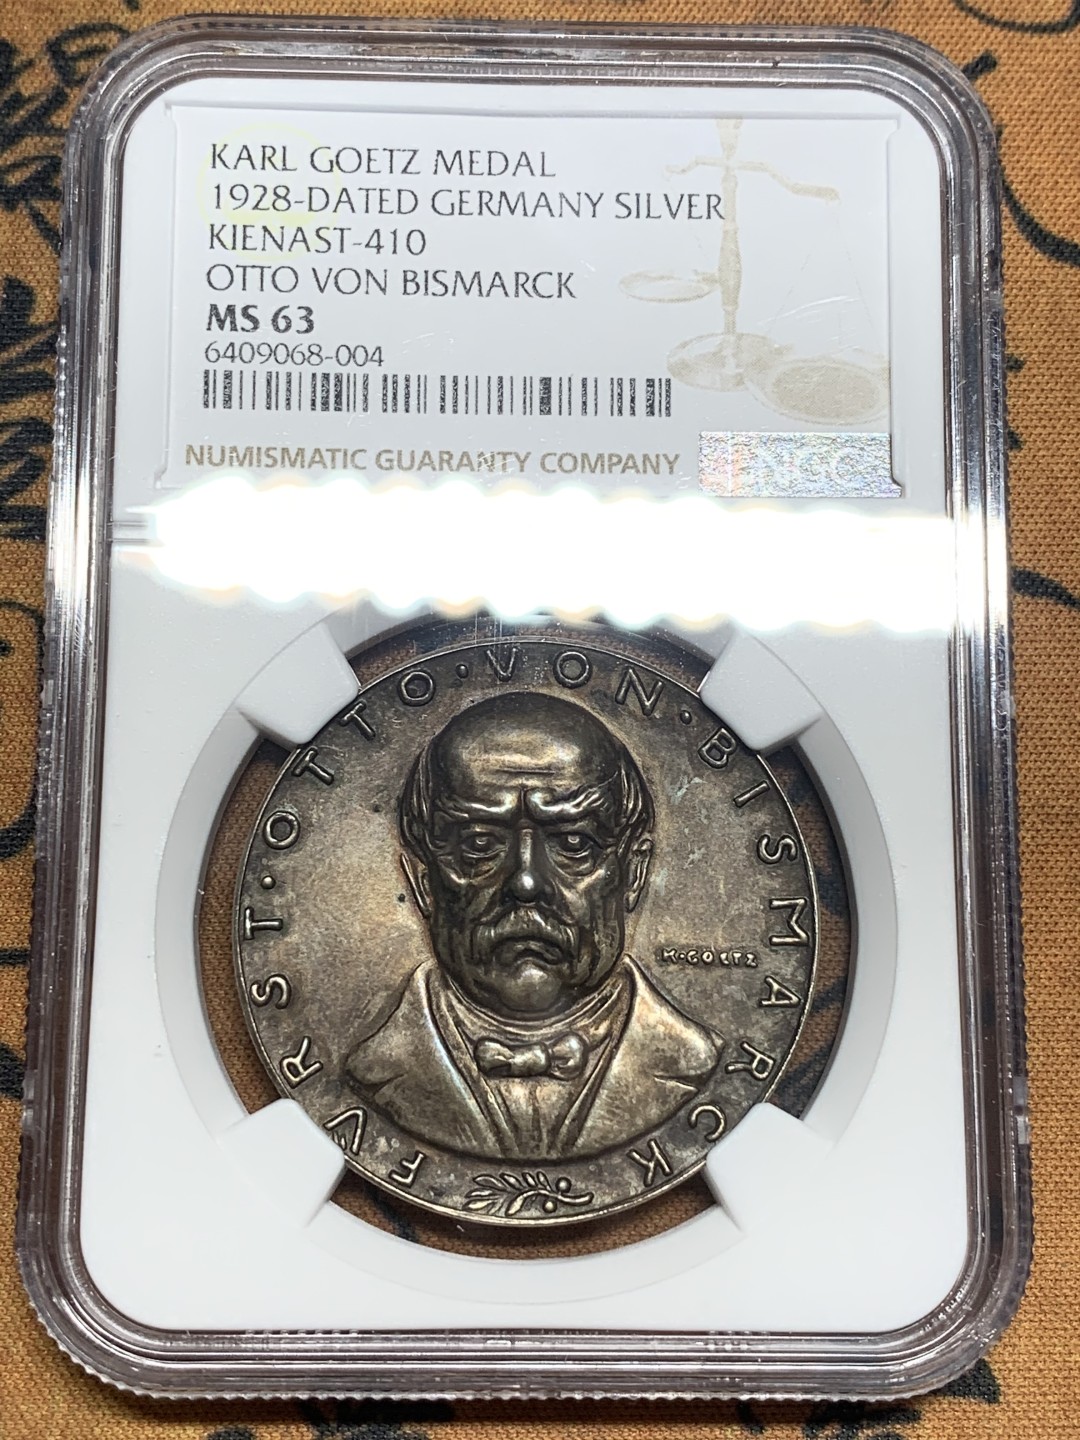 KARL GOETZ MEDAL
1928-DATED GERMANY SILVER
KIENAST-410
OTTO VON BISMARCK
MS 63
6409068-004
NUMISMATIC GUARANTY COMPANY
NGC
FVRST·OTTO·VON·BISMARCK
K·GOETZ